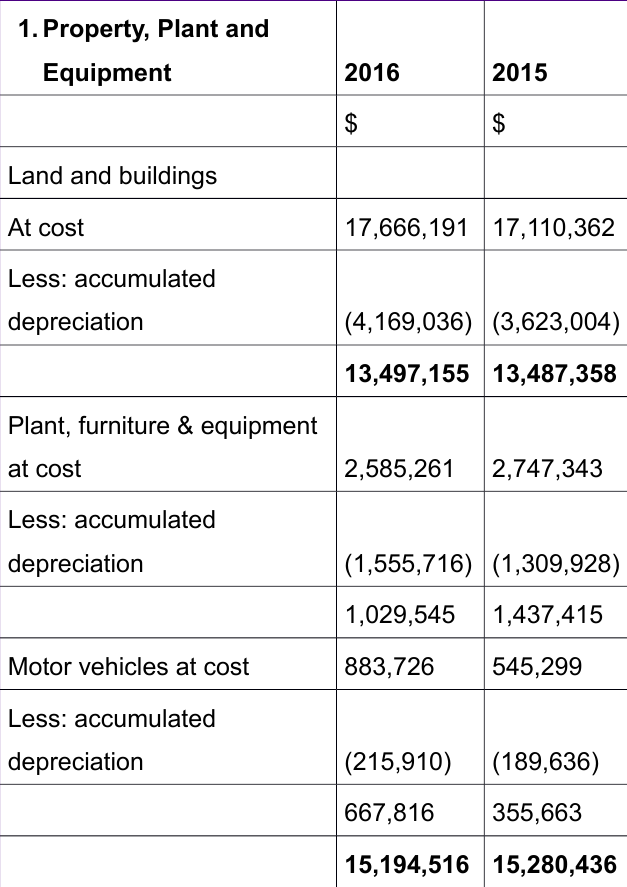 1. Property, Plant and
Equipment 2016 2015
$ $
Land and buildings
At cost 17,666,191 17,110,362
Less: accumulated
depreciation (4,169,036) (3,623,004)
13,497,155 13,487,358
Plant, furniture & equipment
at cost 2,585,261 2,747,343
Less: accumulated
depreciation (1,555,716) (1,309,928)
1,029,545 1,437,415
Motor vehicles at cost 883,726 545,299
Less: accumulated
depreciation (215,910) (189,636)
667,816 355,663
15,194,516 15,280,436